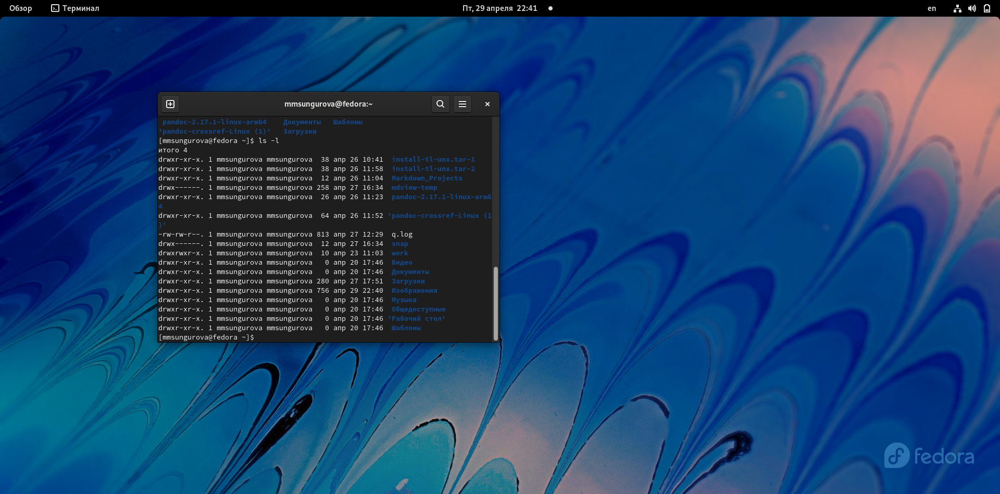 Обзор Терминал Пт, 29 апреля 22:41 en
mmsungurova@fedora:~
pandoc-2.17.1-linux-arm64 Документы Шаблоны
'pandoc-crossref-Linux (1)' Загрузки
[mmsungurova@fedora ~]$ ls -l
итого 4
drwxr-xr-x. 1 mmsungurova mmsungurova 38 апр 26 10:41 install-tl-unx.tar-1
drwxr-xr-x. 1 mmsungurova mmsungurova 38 апр 26 11:58 install-tl-unx.tar-2
drwxr-xr-x. 1 mmsungurova mmsungurova 12 апр 26 11:04 Markdown_Projects
drwx------. 1 mmsungurova mmsungurova 258 апр 27 16:34 mdview-temp
drwxr-xr-x. 1 mmsungurova mmsungurova 26 апр 26 11:23 pandoc-2.17.1-linux-arm6
4
drwxr-xr-x. 1 mmsungurova mmsungurova 64 апр 26 11:52 'pandoc-crossref-Linux (1
)'
-rw-rw-r--. 1 mmsungurova mmsungurova 813 апр 27 12:29 q.log
drwx------. 1 mmsungurova mmsungurova 12 апр 27 16:34 snap
drwxrwxr-x. 1 mmsungurova mmsungurova 10 апр 23 11:03 work
drwxr-xr-x. 1 mmsungurova mmsungurova 0 апр 20 17:46 Видео
drwxr-xr-x. 1 mmsungurova mmsungurova 0 апр 20 17:46 Документы
drwxr-xr-x. 1 mmsungurova mmsungurova 280 апр 27 17:51 Загрузки
drwxr-xr-x. 1 mmsungurova mmsungurova 756 апр 29 22:40 Изображения
drwxr-xr-x. 1 mmsungurova mmsungurova 0 апр 20 17:46 Музыка
drwxr-xr-x. 1 mmsungurova mmsungurova 0 апр 20 17:46 Общедоступные
drwxr-xr-x. 1 mmsungurova mmsungurova 0 апр 20 17:46 'Рабочий стол'
drwxr-xr-x. 1 mmsungurova mmsungurova 0 апр 20 17:46 Шаблоны
[mmsungurova@fedora ~]$
fedora